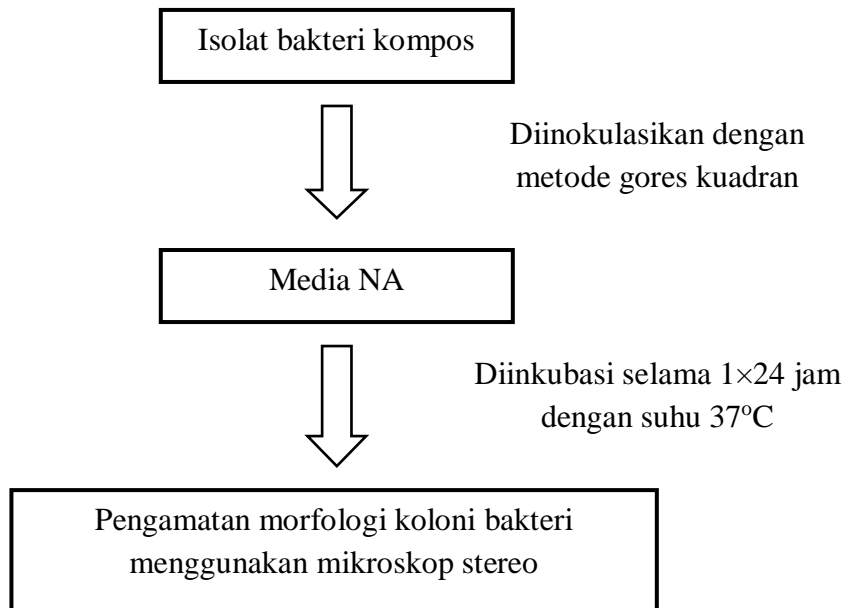 Isolat bakteri kompos
Diinokulasikan dengan
metode gores kuadran
Media NA
Diinkubasi selama 1×24 jam
dengan suhu 37°C
Pengamatan morfologi koloni bakteri
menggunakan mikroskop stereo